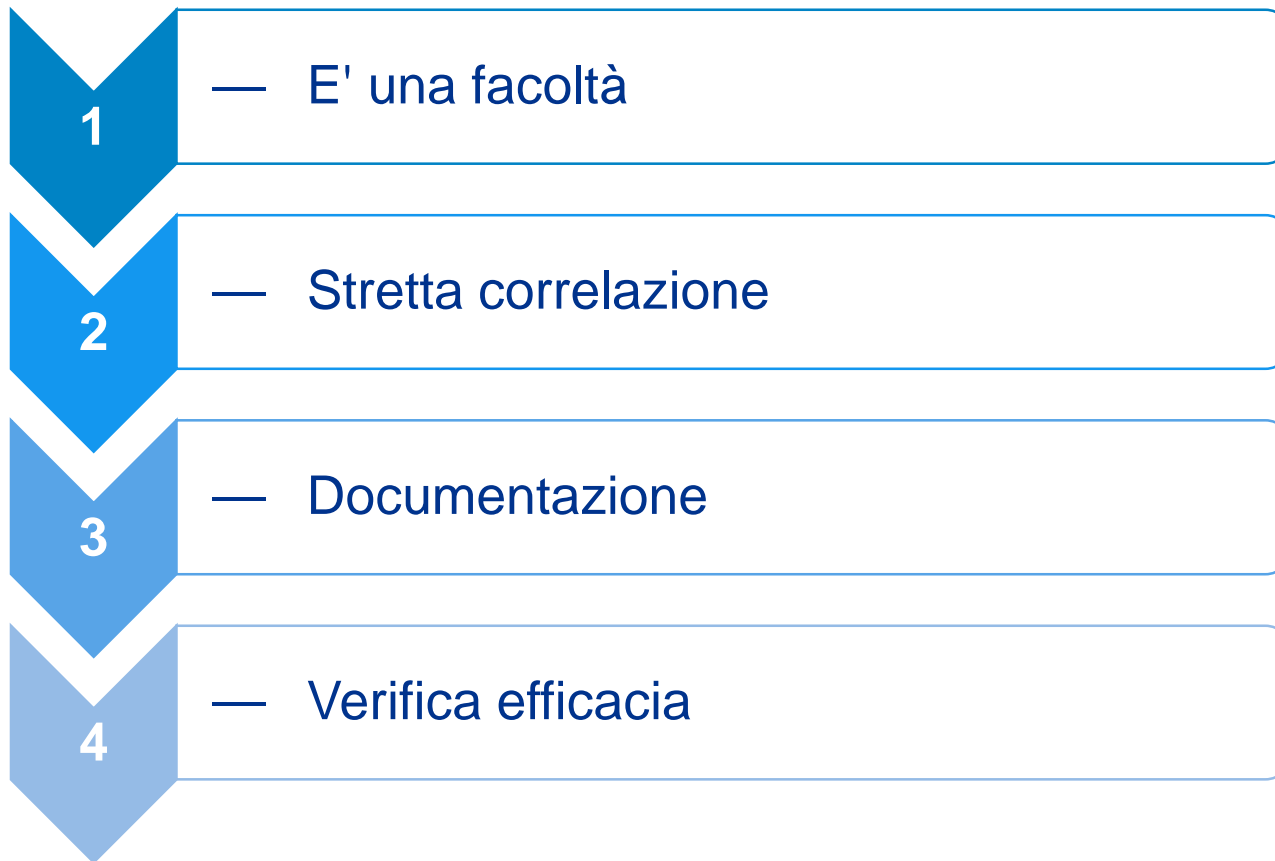 1 — E' una facoltà
2 — Stretta correlazione
3 — Documentazione
4 — Verifica efficacia